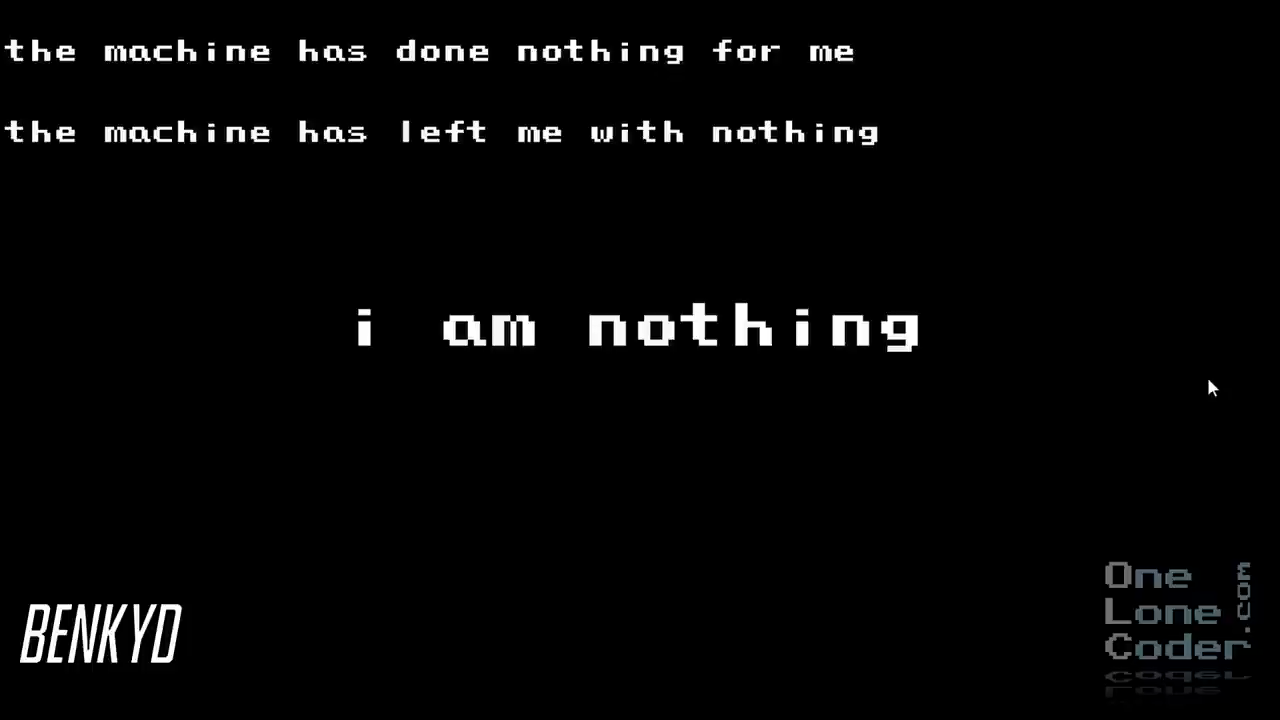 the machine has done nothing for me
the machine has left me with nothing
i am nothing
BENKYD
One
Lone
Coder
.com